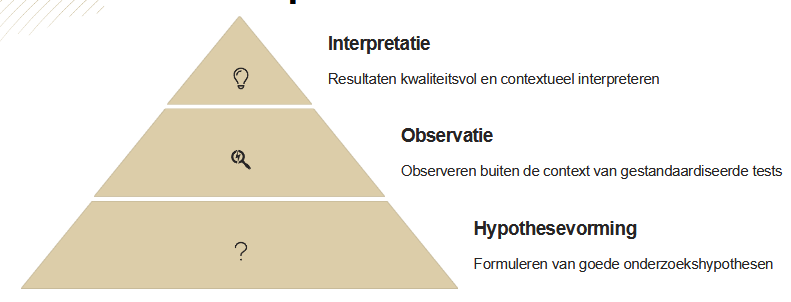 Interpretatie
Resultaten kwaliteitsvol en contextueel interpreteren
Observatie
Observeren buiten de context van gestandaardiseerde tests
?
Hypothesevorming
Formuleren van goede onderzoekshypothesen